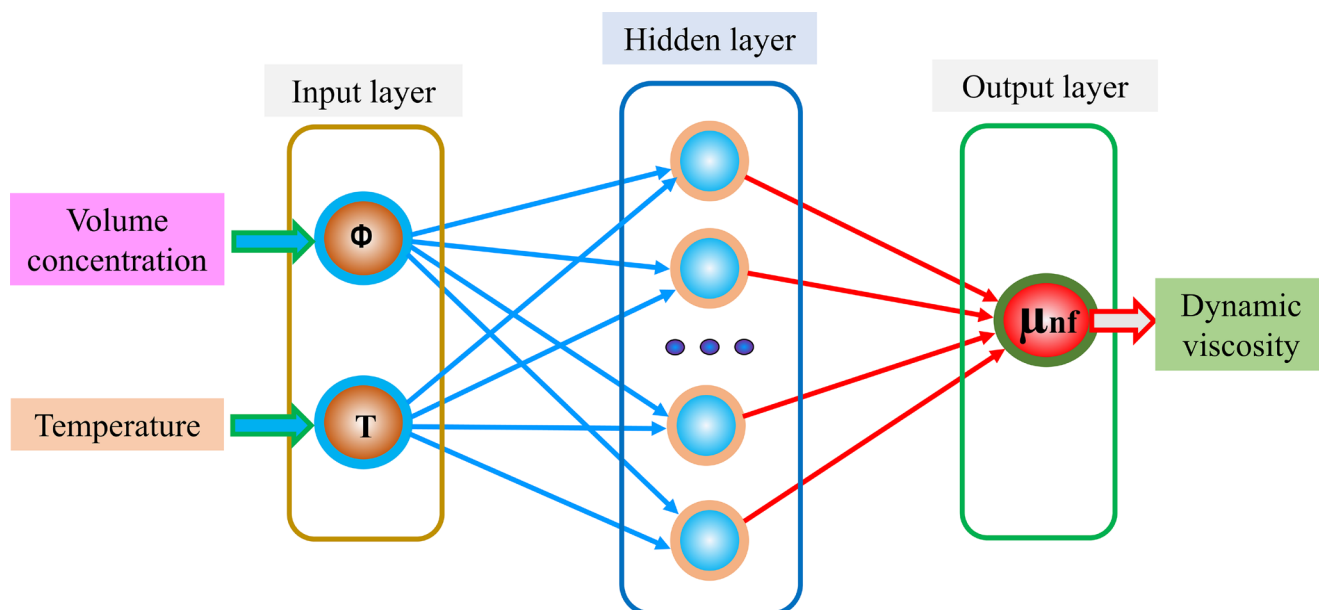 Hidden layer
Input layer
Output layer
Volume
concentration
Φ
μnf
Dynamic
viscosity
Temperature
T